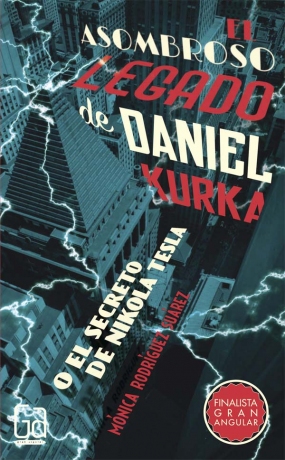 EL
ASOMBROSO
LEGADO
de DANIEL
KURKA
O EL SECRETO
DE NIKOLA TESLA
MÓNICA RODRÍGUEZ SUÁREZ
FINALISTA
GRAN
ANGULAR